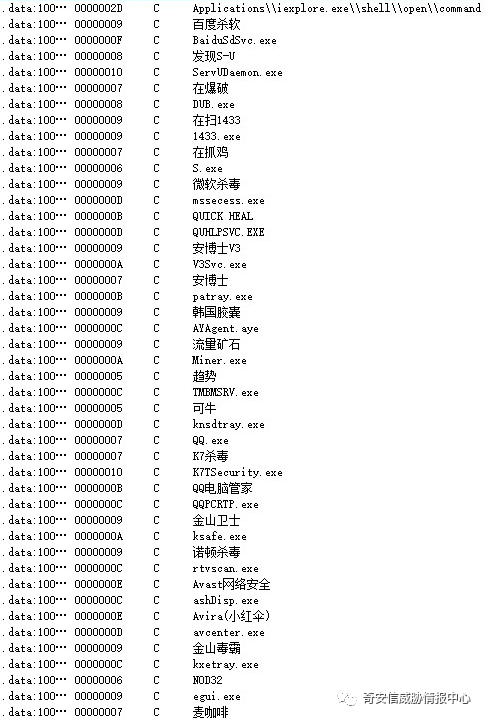 .data:100… 0000002D C Applications\\iexplore.exe\\shell\\open\\command
.data:100… 00000009 C 百度杀软
.data:100… 0000000F C BaiduSdSvc.exe
.data:100… 00000008 C 发现S-U
.data:100… 00000010 C ServUDaemon.exe
.data:100… 00000007 C 在爆破
.data:100… 00000008 C DUB.exe
.data:100… 00000009 C 在扫1433
.data:100… 00000009 C 1433.exe
.data:100… 00000007 C 在抓鸡
.data:100… 00000006 C S.exe
.data:100… 00000009 C 微软杀毒
.data:100… 0000000D C mssecess.exe
.data:100… 0000000B C QUICK HEAL
.data:100… 0000000D C QUHLPSVC.EXE
.data:100… 00000009 C 安博士V3
.data:100… 0000000A C V3Svc.exe
.data:100… 00000007 C 安博士
.data:100… 0000000B C patray.exe
.data:100… 00000009 C 韩国胶囊
.data:100… 0000000C C AYAgent.aye
.data:100… 00000009 C 流量矿石
.data:100… 0000000A C Miner.exe
.data:100… 00000005 C 趋势
.data:100… 0000000C C TMBMSRV.exe
.data:100… 00000005 C 可牛
.data:100… 0000000D C knsdtray.exe
.data:100… 00000007 C QQ.exe
.data:100… 00000007 C K7杀毒
.data:100… 00000010 C K7TSecurity.exe
.data:100… 0000000B C QQ电脑管家
.data:100… 0000000C C QQPCRTP.exe
.data:100… 00000009 C 金山卫士
.data:100… 0000000A C ksafe.exe
.data:100… 00000009 C 诺顿杀毒
.data:100… 0000000C C rtvscan.exe
.data:100… 0000000E C Avast网络安全
.data:100… 0000000C C ashDisp.exe
.data:100… 0000000E C Avira(小红伞)
.data:100… 0000000D C avcenter.exe
.data:100… 00000009 C 金山毒霸
.data:100… 0000000C C kxetray.exe
.data:100… 00000006 C NOD32
.data:100… 00000009 C egui.exe
.data:100… 00000007 C 麦咖啡
奇安信威胁情报中心